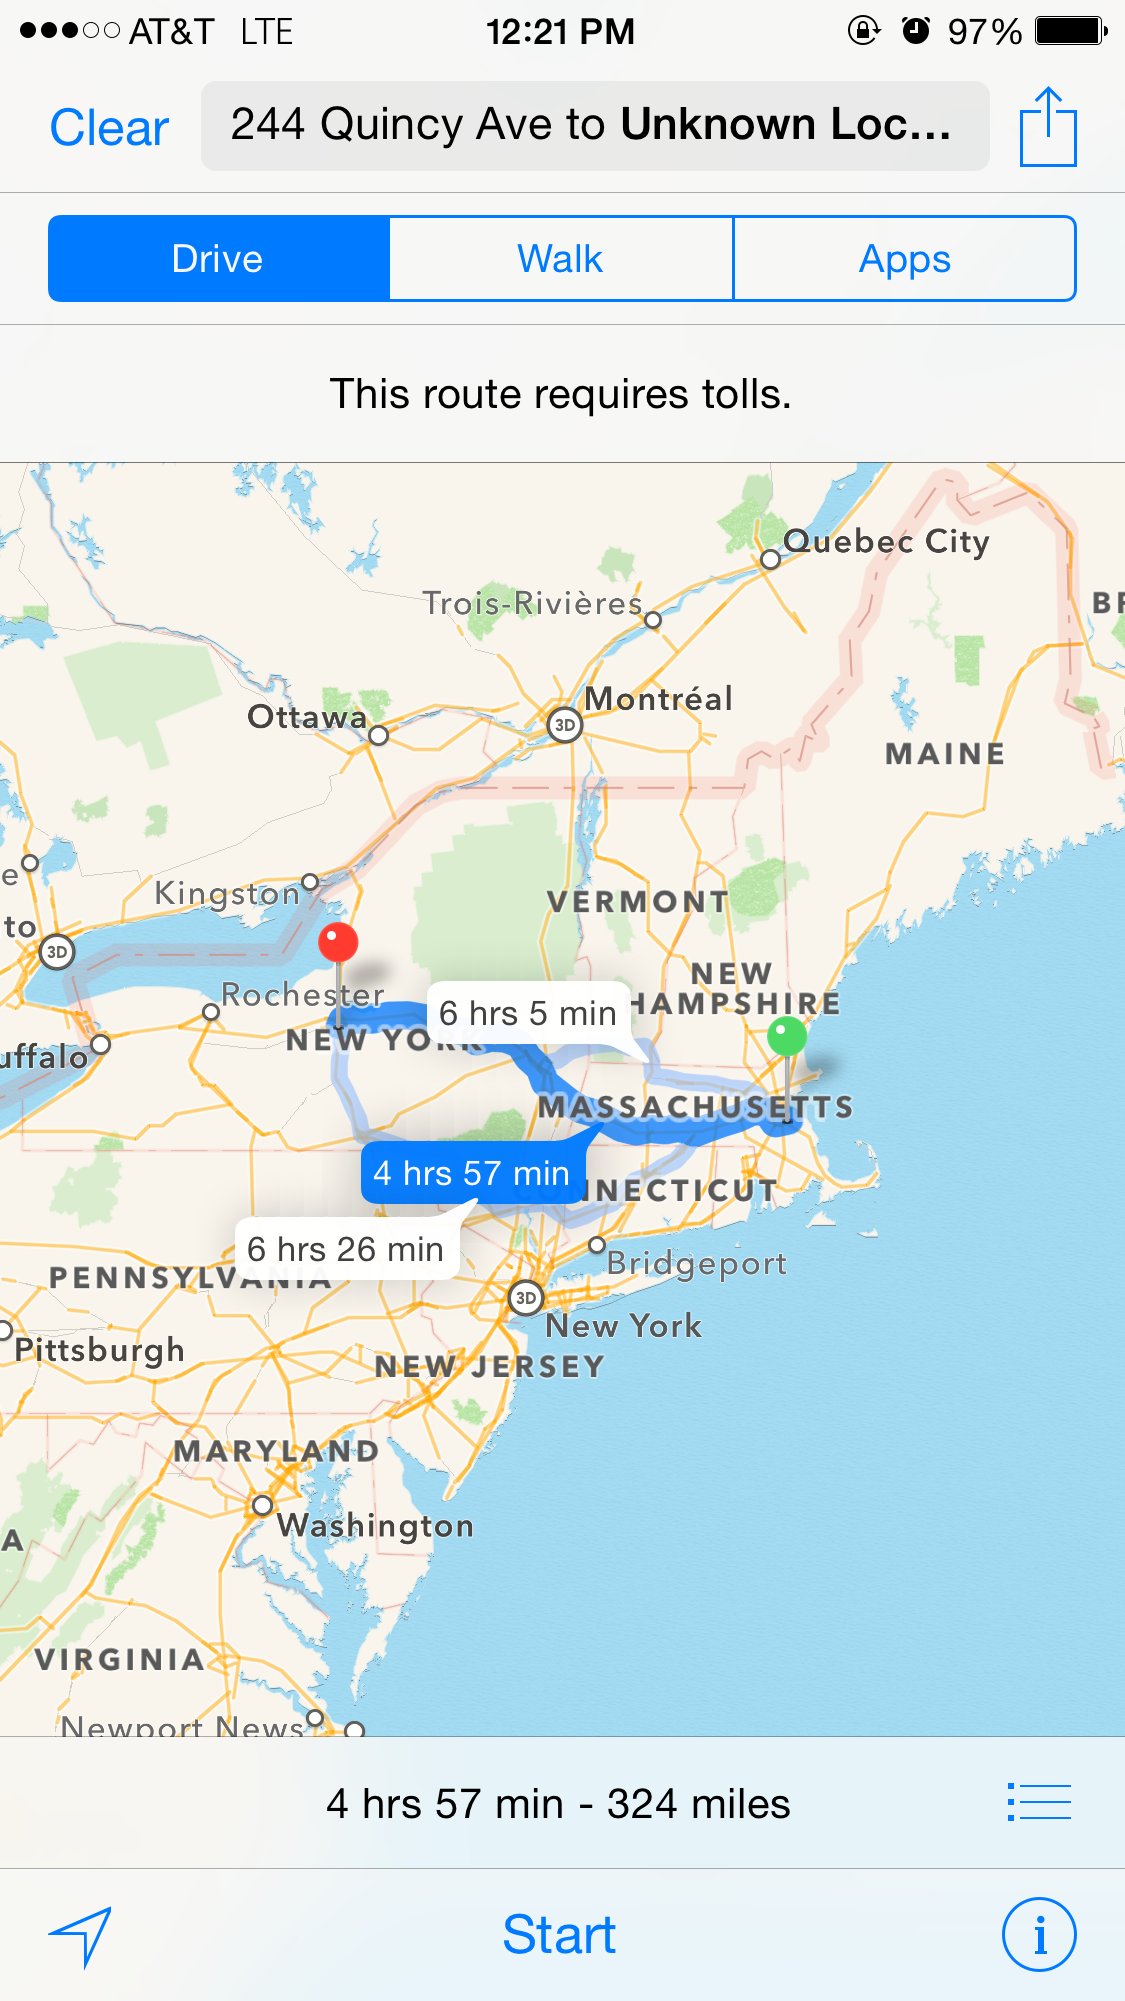 AT&T LTE 12:21 PM 97%
Clear 244 Quincy Ave to Unknown Loc...
Drive Walk Apps
This route requires tolls.
Quebec City
Trois-Rivières
BR
Montréal
Ottawa
3D
MAINE
e
Kingston
VERMONT
to
3D
NEW
HAMPSHIRE
Rochester
6 hrs 5 min
NEW YORK
uffalo
MASSACHUSETTS
4 hrs 57 min
CONNECTICUT
6 hrs 26 min
Bridgeport
PENNSYLVANIA
3D
New York
Pittsburgh
NEW JERSEY
MARYLAND
Washington
A
VIRGINIA
Newport News
4 hrs 57 min - 324 miles
Start
i